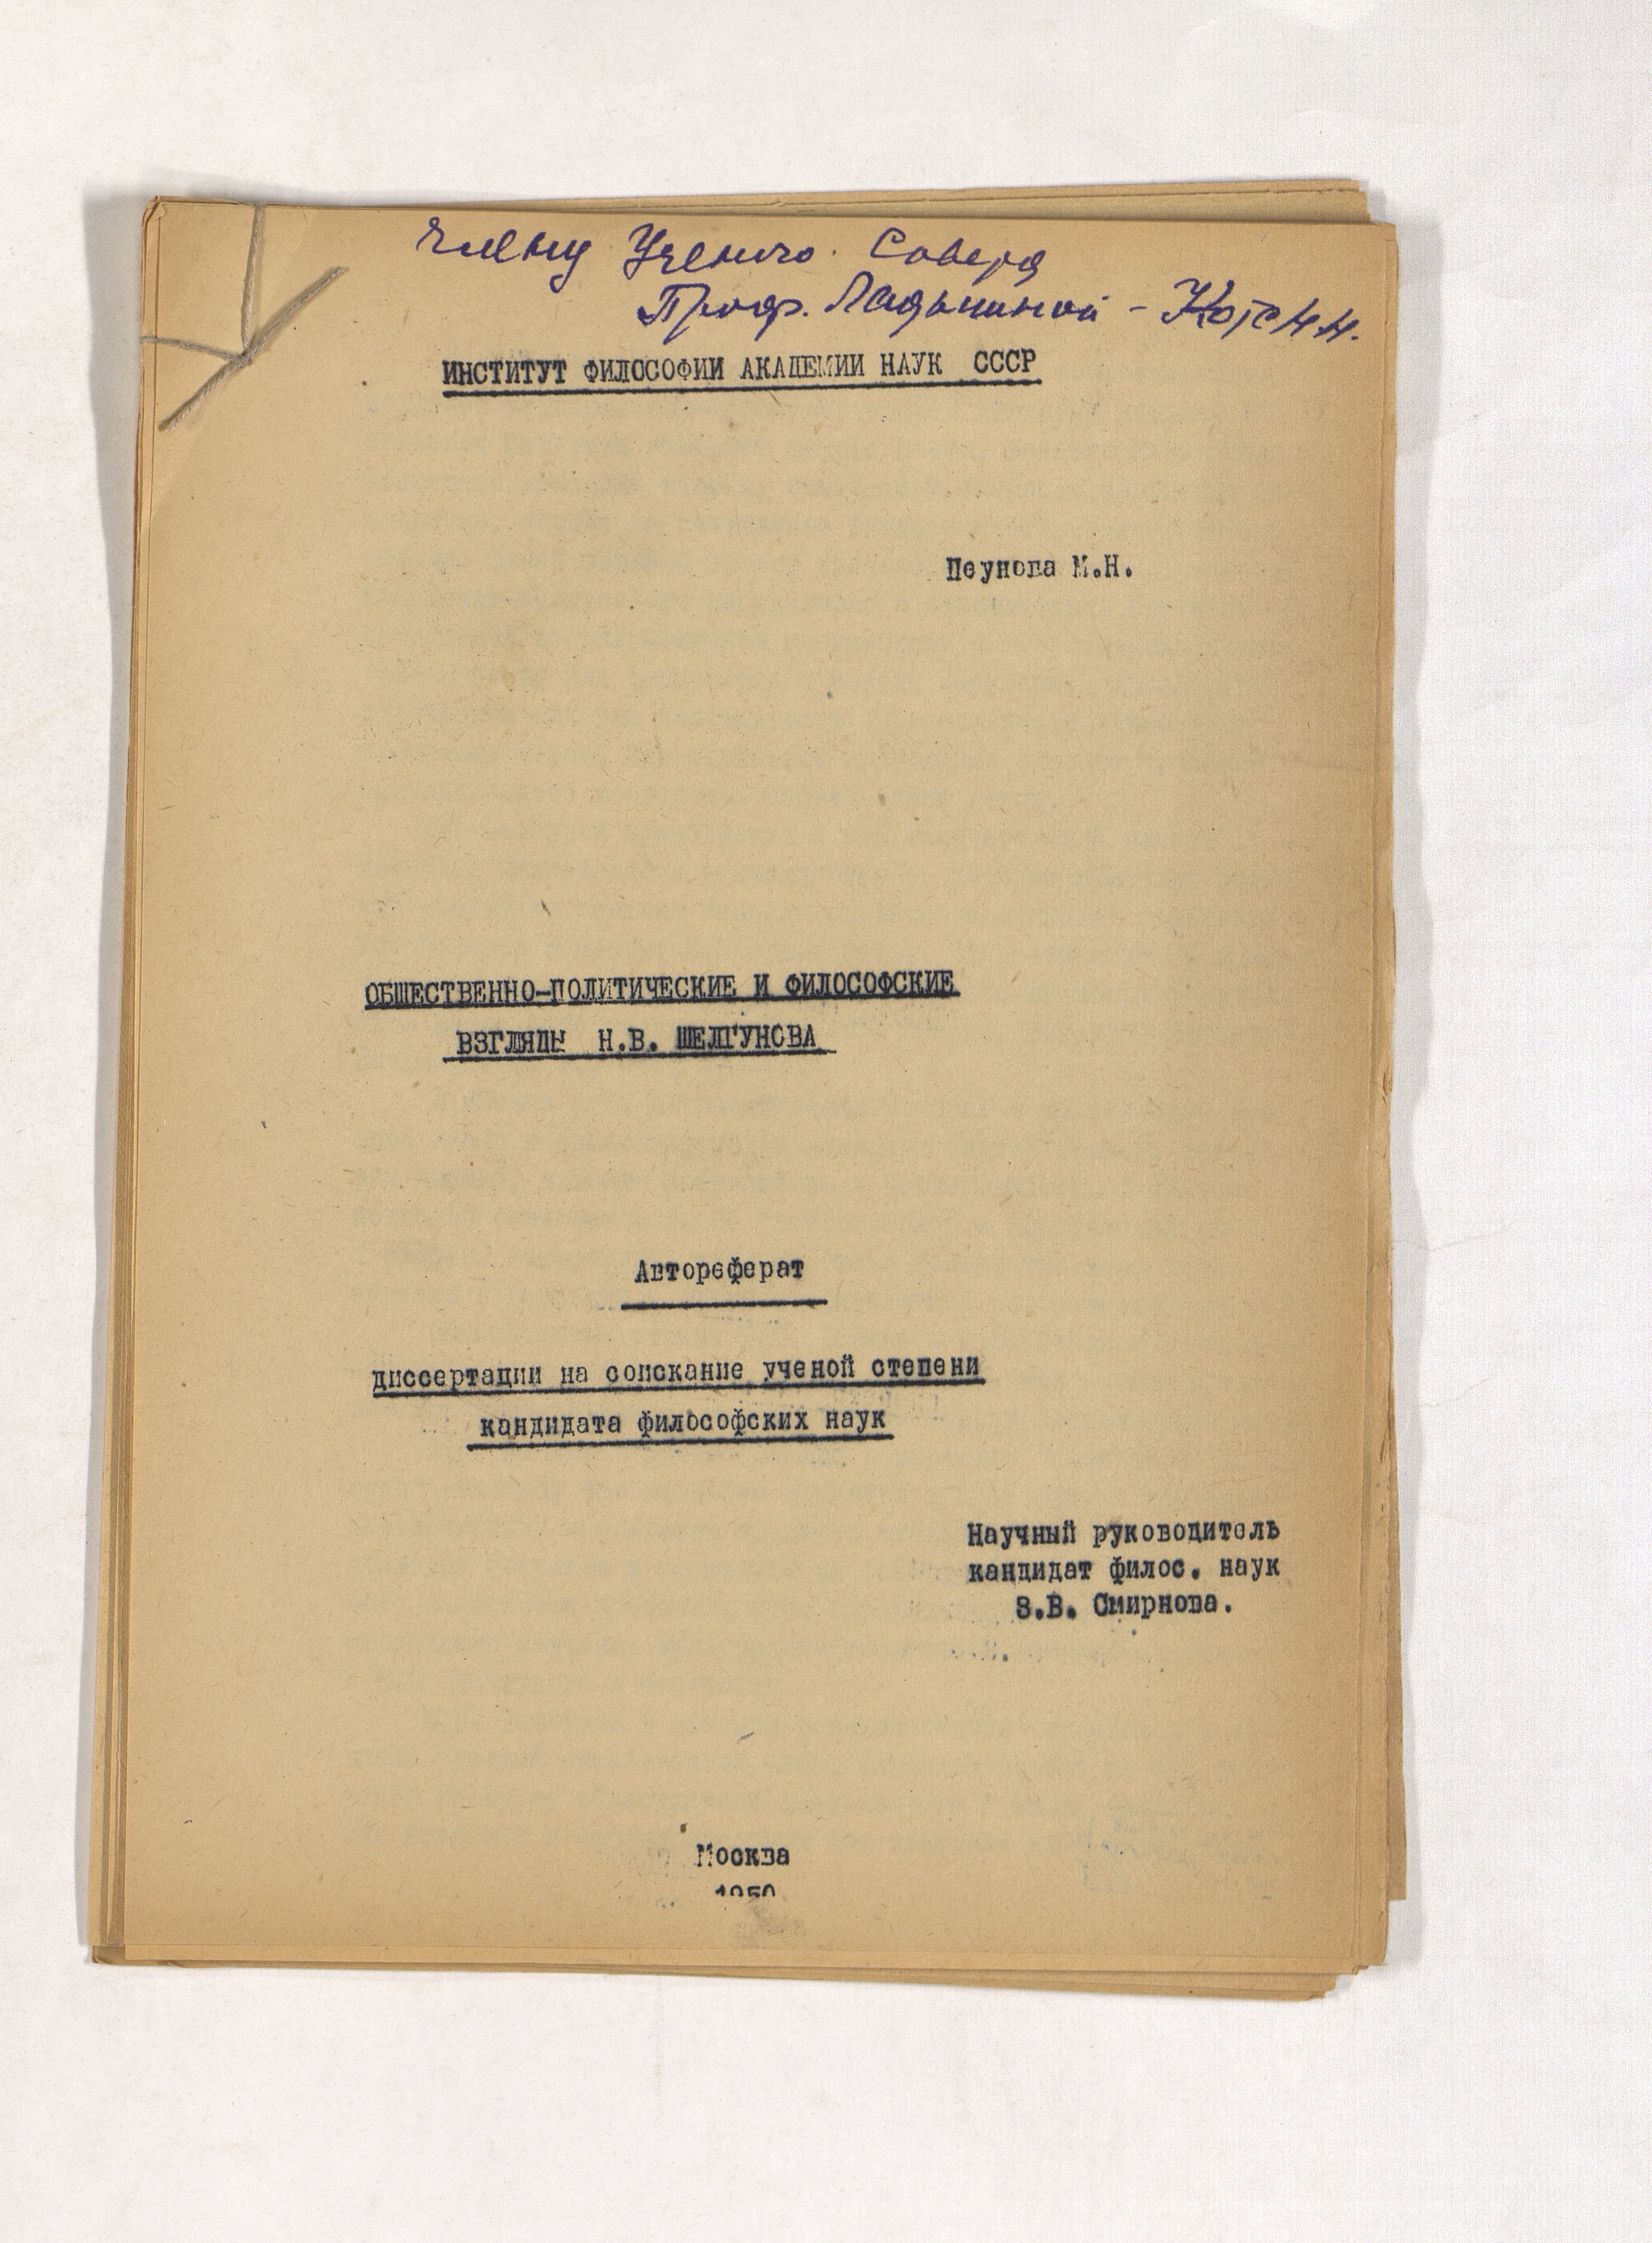 Члену Ученого Совета
Проф. Ладыгиной - Котс Н.Н.
ИНСТИТУТ ФИЛОСОФИИ АКАДЕМИИ НАУК СССР
Пеунова М.Н.
ОБЩЕСТВЕННО-ПОЛИТИЧЕСКИЕ И ФИЛОСОФСКИЕ
ВЗГЛЯДЫ Н.В. ШЕЛГУНОВА
Автореферат
диссертации на соискание ученой степени
кандидата философских наук
Научный руководитель
кандидат филос. наук
З.В. Смирнова.
Москва
1950